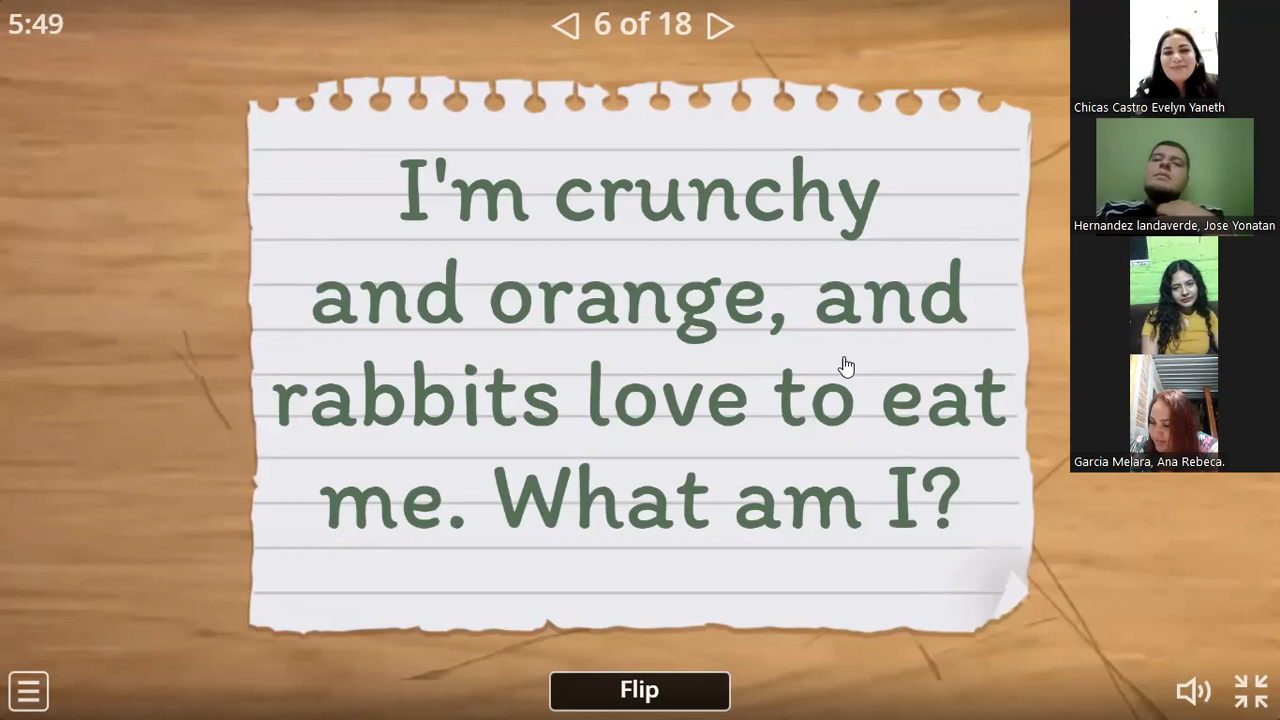 5:49
6 of 18
I'm crunchy
and orange, and
rabbits love to eat
me. What am I?
Flip
Chicas Castro Evelyn Yaneth
Hernandez landaverde, Jose Yonatan
Garcia Melara, Ana Rebeca.